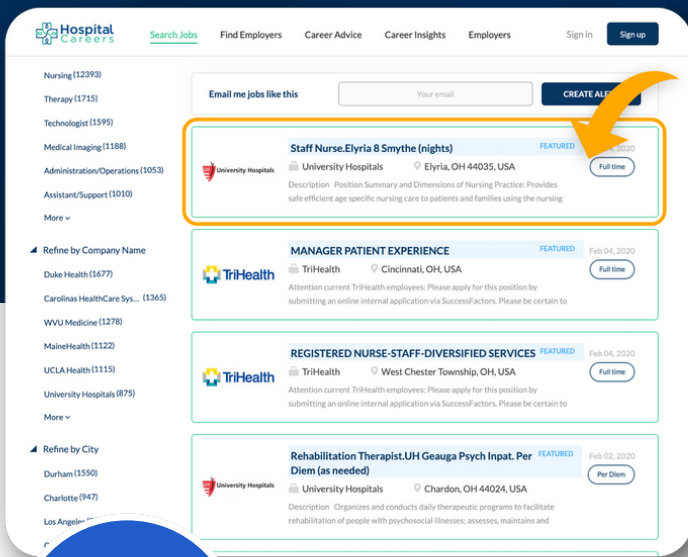 Hospital
Careers
Search Jobs
Find Employers
Career Advice
Career Insights
Employers
Sign in
Sign up
Nursing (12393)
Therapy (1715)
Technologist (1595)
Medical Imaging (1188)
Administration/Operations (1053)
Assistant/Support (1010)
More
Refine by Company Name
Duke Health (1677)
Carolinas HealthCare Sys... (1365)
WVU Medicine (1278)
MaineHealth (1122)
UCLA Health (1115)
University Hospitals (875)
More
Refine by City
Durham (1550)
Charlotte (947)
Los Angeles
Email me jobs like this
Your email
CREATE
University Hospitals
Staff Nurse.Elyria 8 Smythe (nights)
FEATURED
2020
University Hospitals
Elyria, OH 44035, USA
Full time
Description Position Summary and Dimensions of Nursing Practice: Provides
safe efficient age specific nursing care to patients and families using the nursing
TriHealth
MANAGER PATIENT EXPERIENCE
FEATURED
Feb 04, 2020
TriHealth
Cincinnati, OH, USA
Full time
Attention current TriHealth employees: Please apply for this position by
submitting an online internal application via SuccessFactors. Please be certain to
TriHealth
REGISTERED NURSE-STAFF-DIVERSIFIED SERVICES
FEATURED
Feb 04, 2020
TriHealth
West Chester Township, OH, USA
Full time
Attention current TriHealth employees: Please apply for this position by
submitting an online internal application via SuccessFactors. Please be certain to
University Hospitals
Rehabilitation Therapist.UH Geauga Psych Inpat. Per
Diem (as needed)
FEATURED
Feb 02, 2020
University Hospitals
Chardon, OH 44024, USA
Per Diem
Description Organizes and conducts daily therapeutic programs to facilitate
rehabilitation of people with psychosocial illnesses; assesses, maintains and